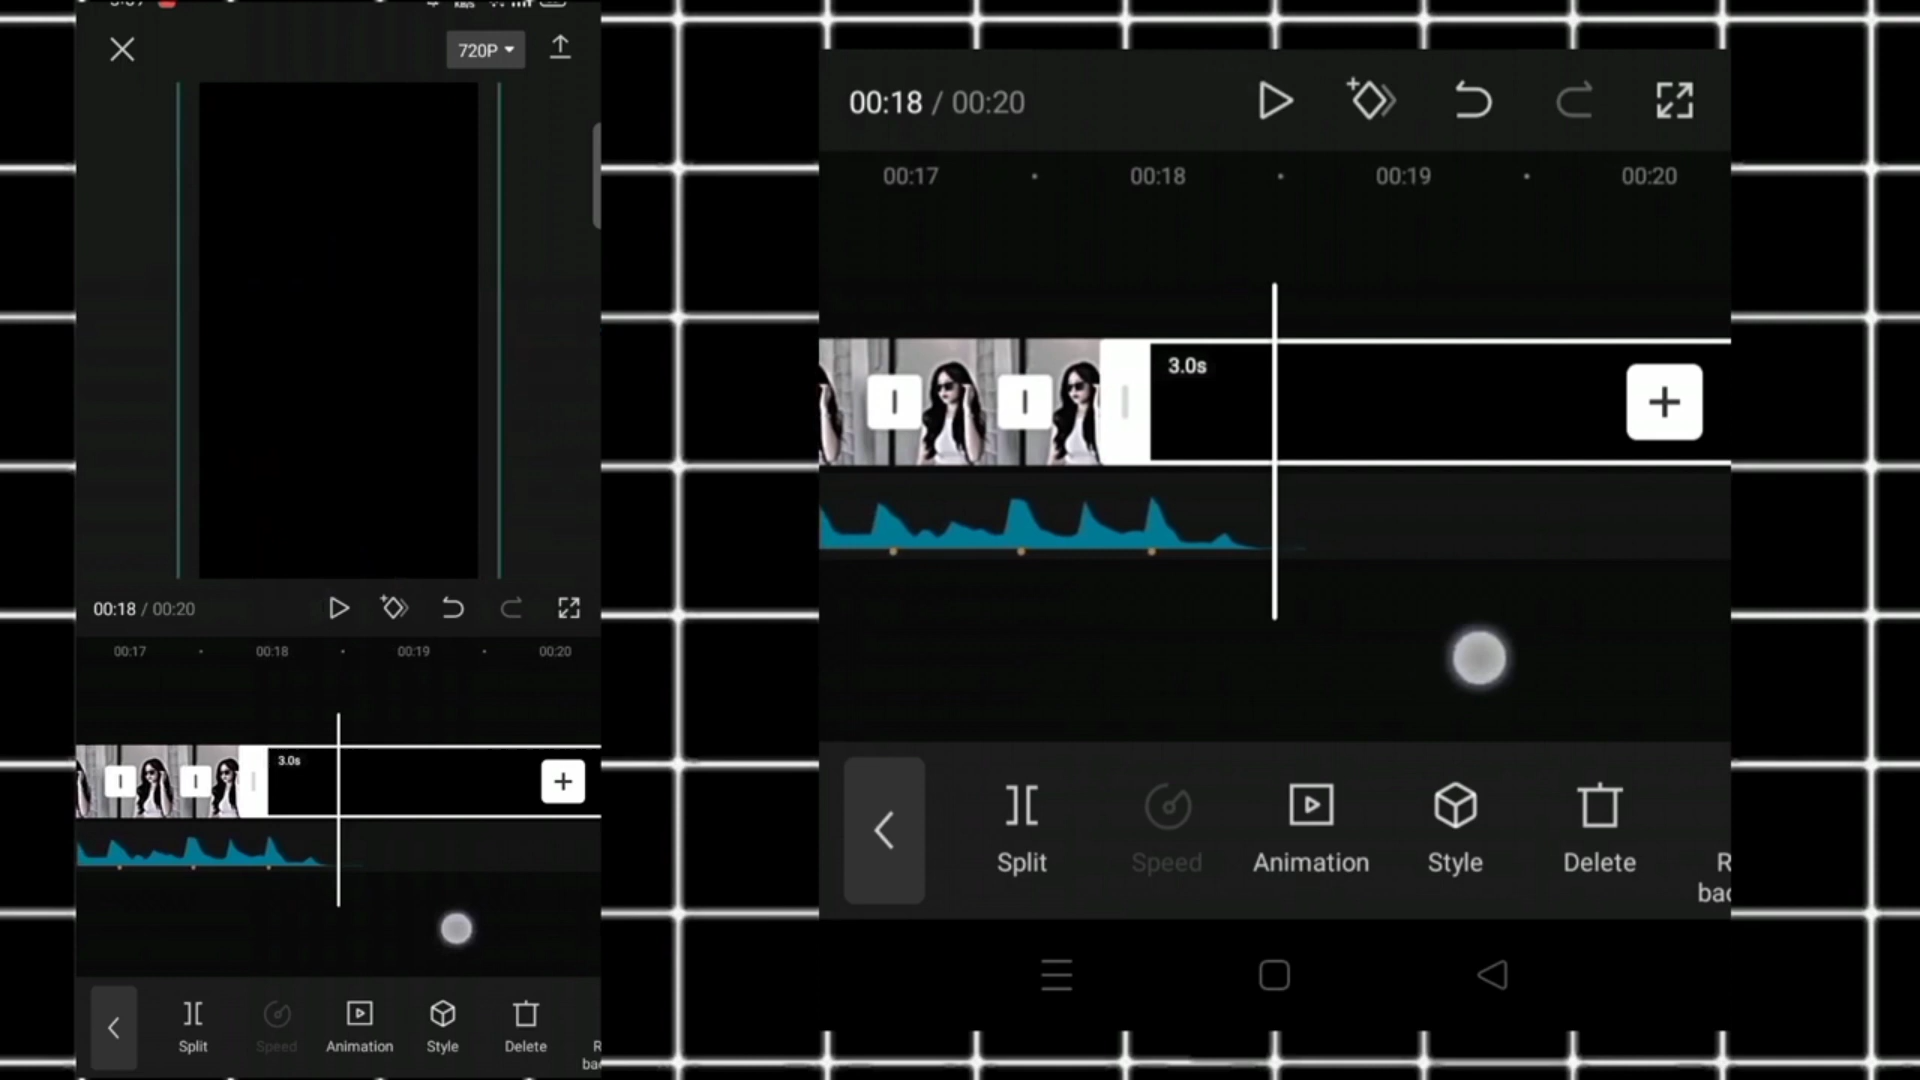 720P
00:18 / 00:20
00:17 00:18 00:19 00:20
3.0s
Split Speed Animation Style Delete
00:18 / 00:20
00:17 00:18 00:19 00:20
3.0s
Split Speed Animation Style Delete